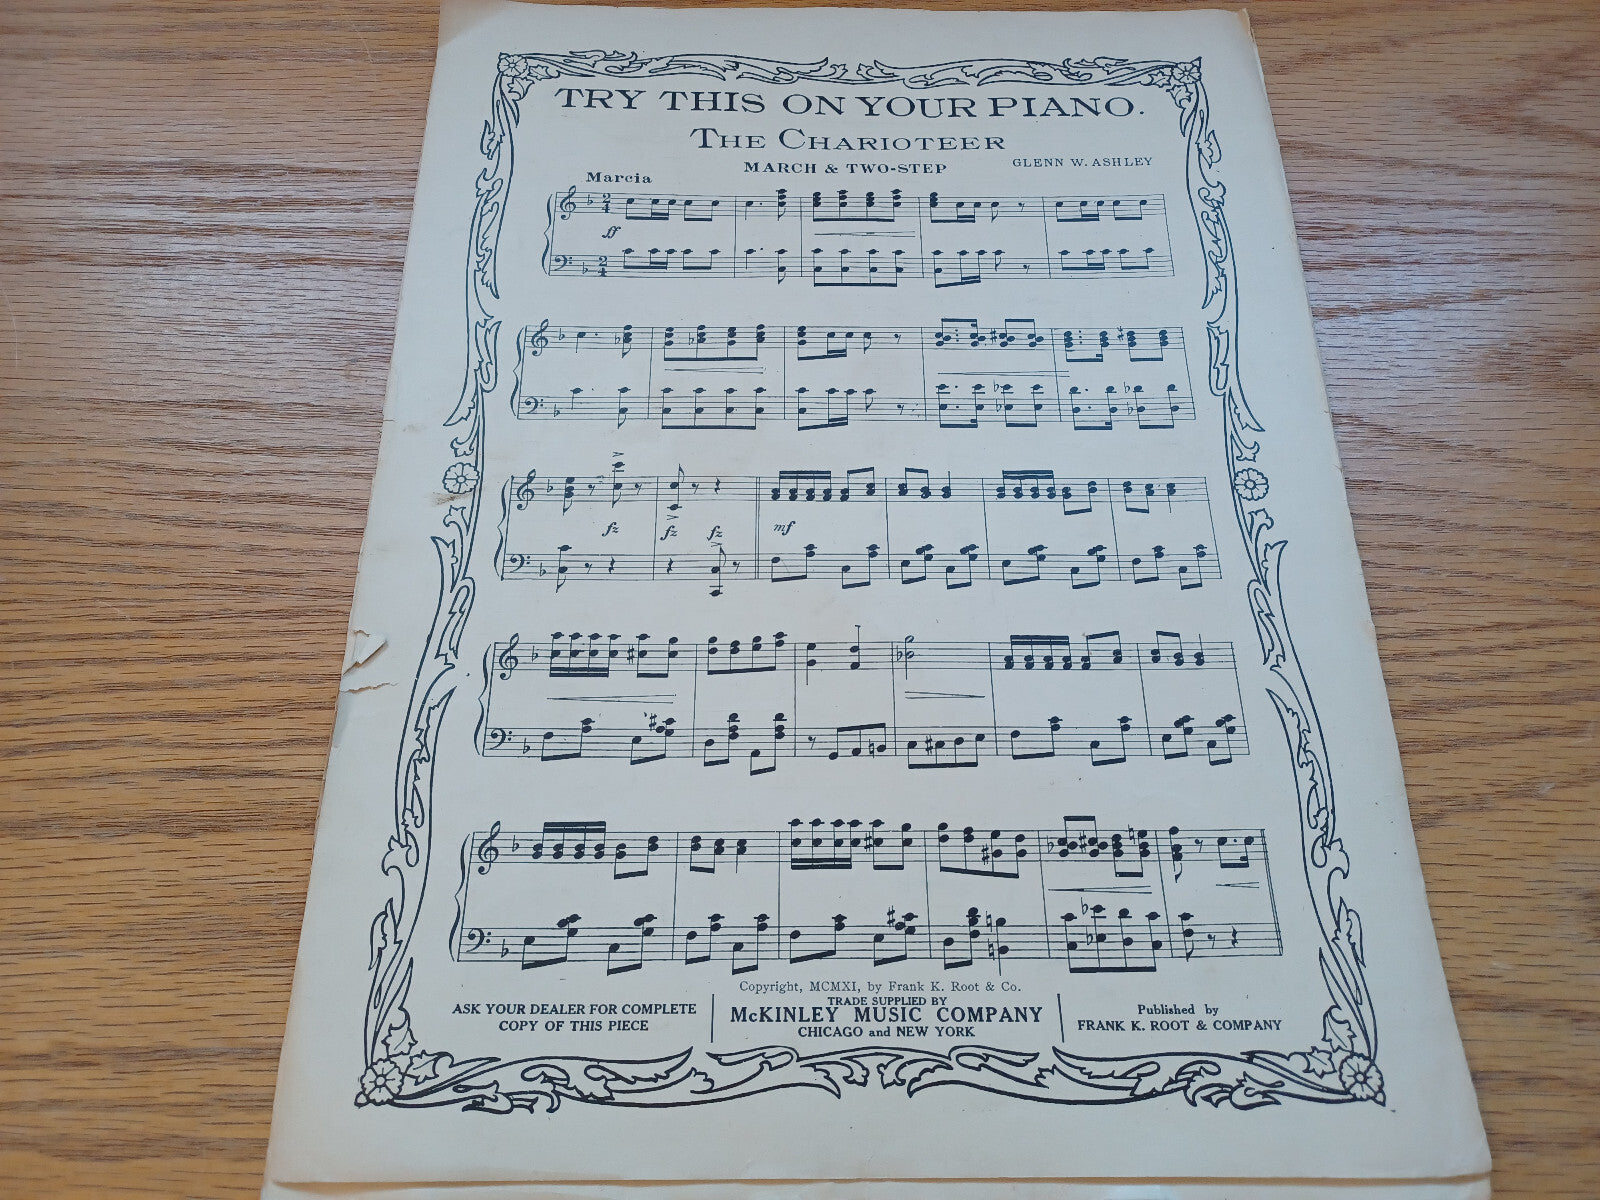 TRY THIS ON YOUR PIANO.
THE CHARIOTEER
MARCH & TWO-STEP
GLENN W. ASHLEY
Marcia
ff
fz fz fz mf
Copyright, MCMXI, by Frank K. Root & Co.
ASK YOUR DEALER FOR COMPLETE
COPY OF THIS PIECE
TRADE SUPPLIED BY
McKINLEY MUSIC COMPANY
CHICAGO and NEW YORK
Published by
FRANK K. ROOT & COMPANY